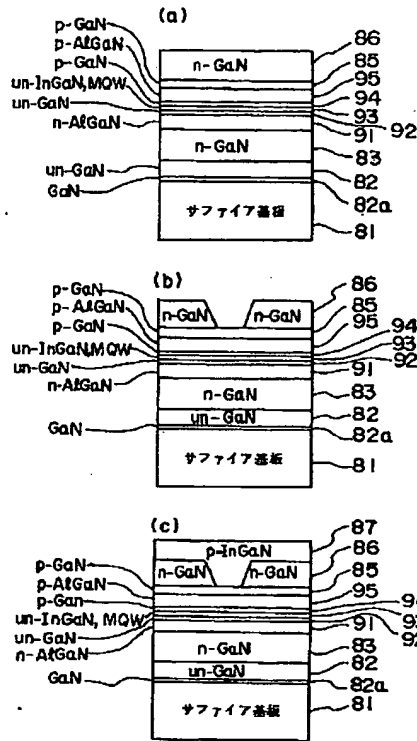 (a)
p-GaN
p-AlGaN
p-GaN
un-InGaN,MQW
un-GaN
n-AlGaN
un-GaN
GaN
n-GaN
n-GaN
サファイア基板
86
85
95
94
93
92
91
83
82
82a
81
(b)
p-GaN
p-AlGaN
p-GaN
un-InGaN,MQW
un-GaN
n-AlGaN
GaN
n-GaN n-GaN
n-GaN
un-GaN
サファイア基板
86
85
95
94
93
92
91
83
82
82a
81
(c)
p-GaN
p-AlGaN
p-Gan
un-InGaN, MQW
un-GaN
n-AlGaN
GaN
p-InGaN
n-GaN n-GaN
n-GaN
un-GaN
サファイア基板
87
86
85
95
91
83
82
82a
81